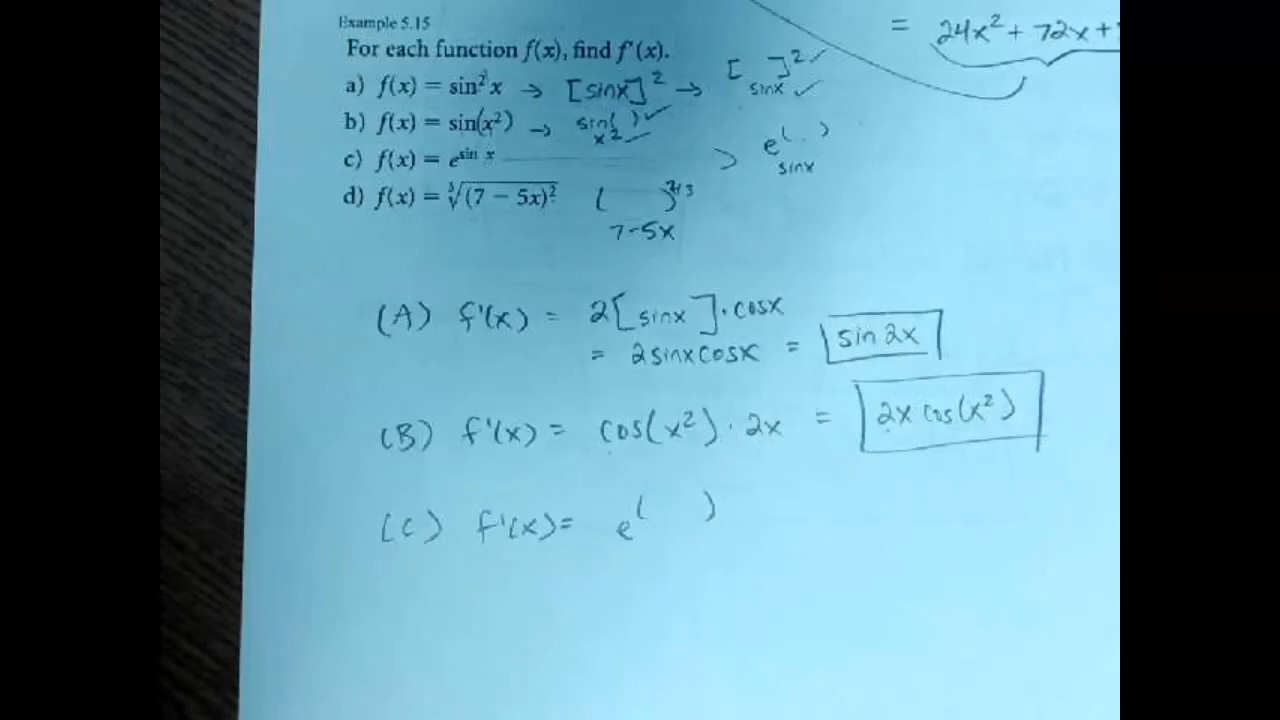 Example 5.15
= 24x² + 72x +
For each function f(x), find f'(x).
a) f(x) = sin² x → [sinx]² → [ ]² ✓
sinx ✓
b) f(x) = sin(x²) → sin( ) ✓
x²
c) f(x) = e^{sin x} > e^{( )}
sinx
d) f(x) = ∛(7 − 5x)² ( )^{2/3}
7-5x
(A) f'(x) = 2[sinx]·cosx
= 2sinxcosx = sin2x
(B) f'(x) = cos(x²)·2x = 2x cos(x²)
(C) f'(x) = e^{( )}